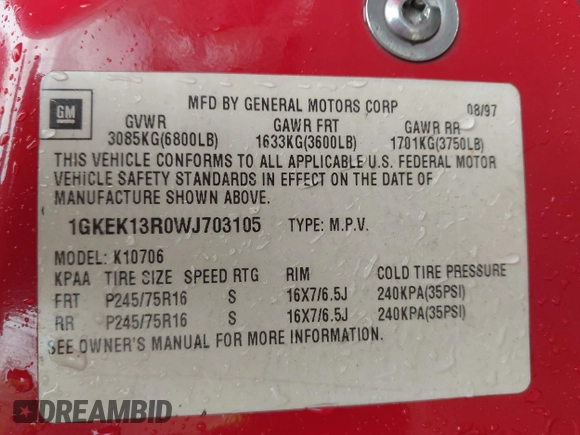 GM
MFD BY GENERAL MOTORS CORP 08/97
GVWR GAWR FRT GAWR RR
3085KG(6800LB) 1633KG(3600LB) 1701KG(3750LB)
THIS VEHICLE CONFORMS TO ALL APPLICABLE U.S. FEDERAL MOTOR
VEHICLE SAFETY STANDARDS IN EFFECT ON THE DATE OF
MANUFACTURE SHOWN ABOVE.
1GKEK13R0WJ703105 TYPE: M.P.V.
MODEL: K10706
KPAA TIRE SIZE SPEED RTG RIM COLD TIRE PRESSURE
FRT P245/75R16 S 16X7/6.5J 240KPA(35PSI)
RR P245/75R16 S 16X7/6.5J 240KPA(35PSI)
SEE OWNER'S MANUAL FOR MORE INFORMATION.
DREAMBID